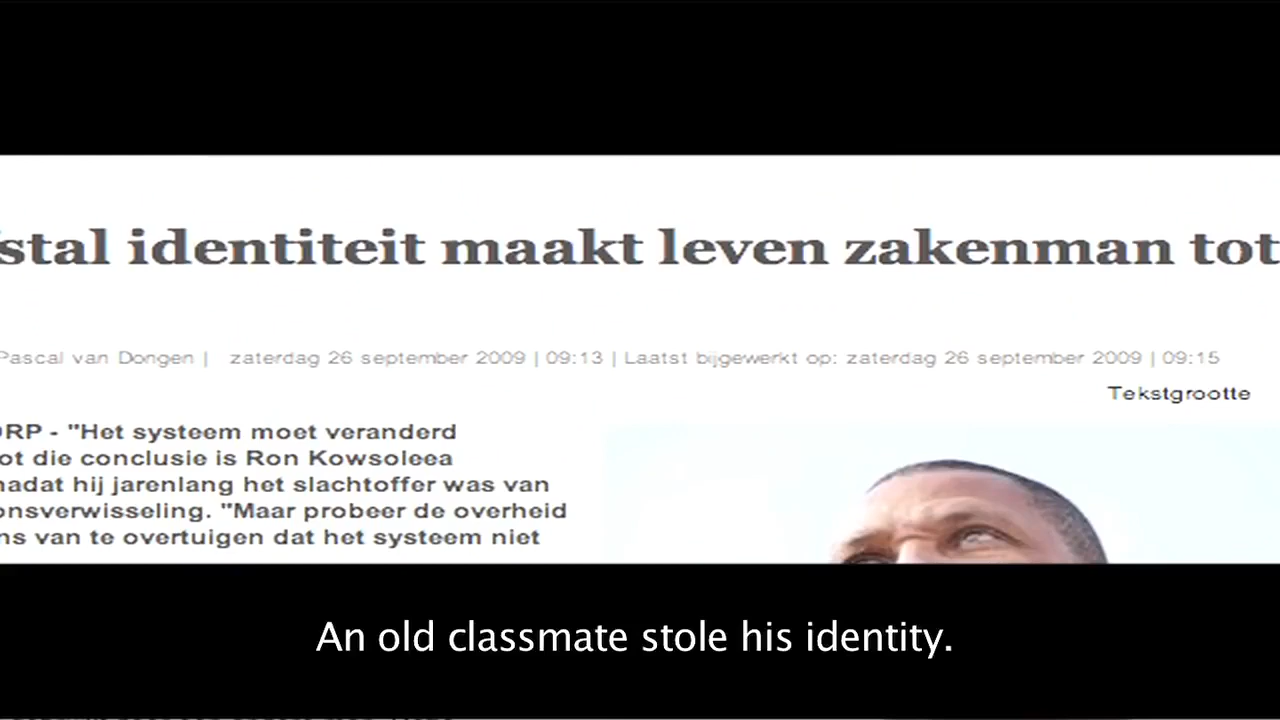 stal identiteit maakt leven zakenman tot
Pascal van Dongen | zaterdag 26 september 2009 | 09:13 | Laatst bijgewerkt op: zaterdag 26 september 2009 | 09:15
Tekstgrootte
ORP - "Het systeem moet veranderd
ot die conclusie is Ron Kowsoleea
nadat hij jarenlang het slachtoffer was van
onsverwisseling. "Maar probeer de overheid
ns van te overtuigen dat het systeem niet
An old classmate stole his identity.